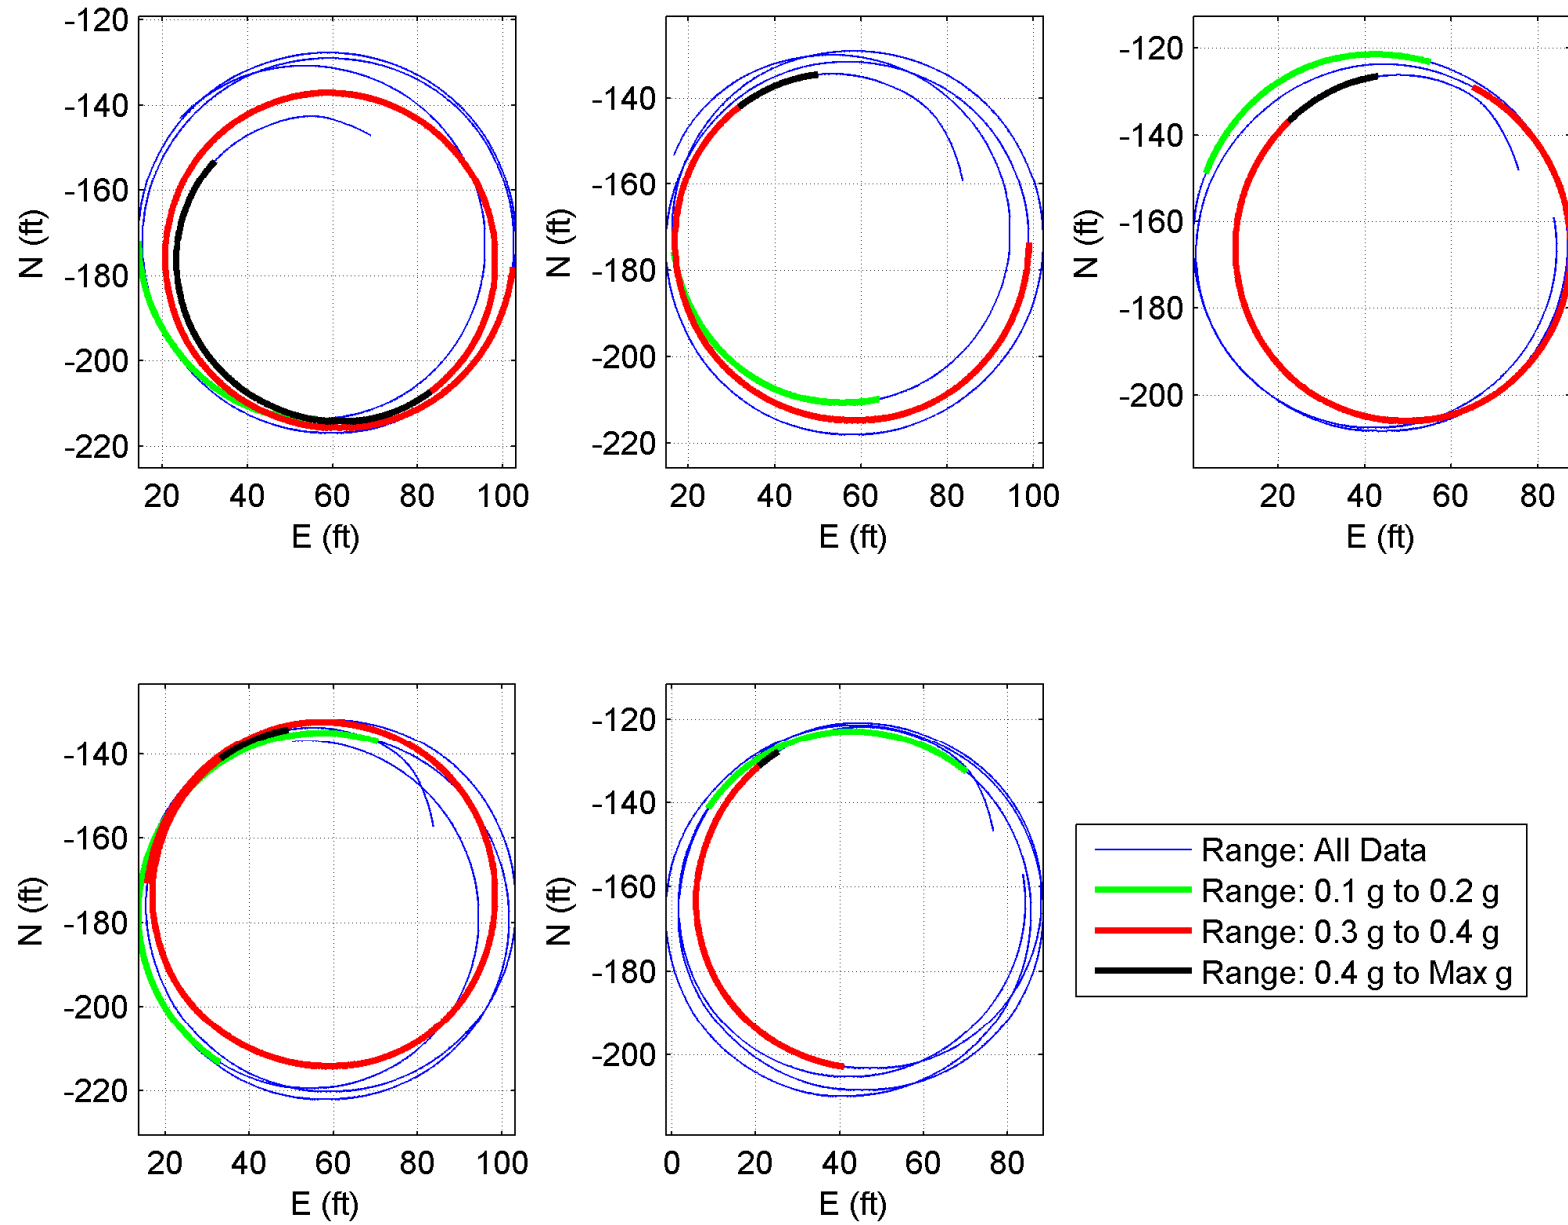 -120
-140
-160
-180
-200
-220
N (ft)
20 40 60 80 100
E (ft)
-140
-160
-180
-200
-220
N (ft)
20 40 60 80 100
E (ft)
-120
-140
-160
-180
-200
N (ft)
20 40 60 80
E (ft)
-140
-160
-180
-200
-220
N (ft)
20 40 60 80 100
E (ft)
-120
-140
-160
-180
-200
N (ft)
0 20 40 60 80
E (ft)
Range: All Data
Range: 0.1 g to 0.2 g
Range: 0.3 g to 0.4 g
Range: 0.4 g to Max g